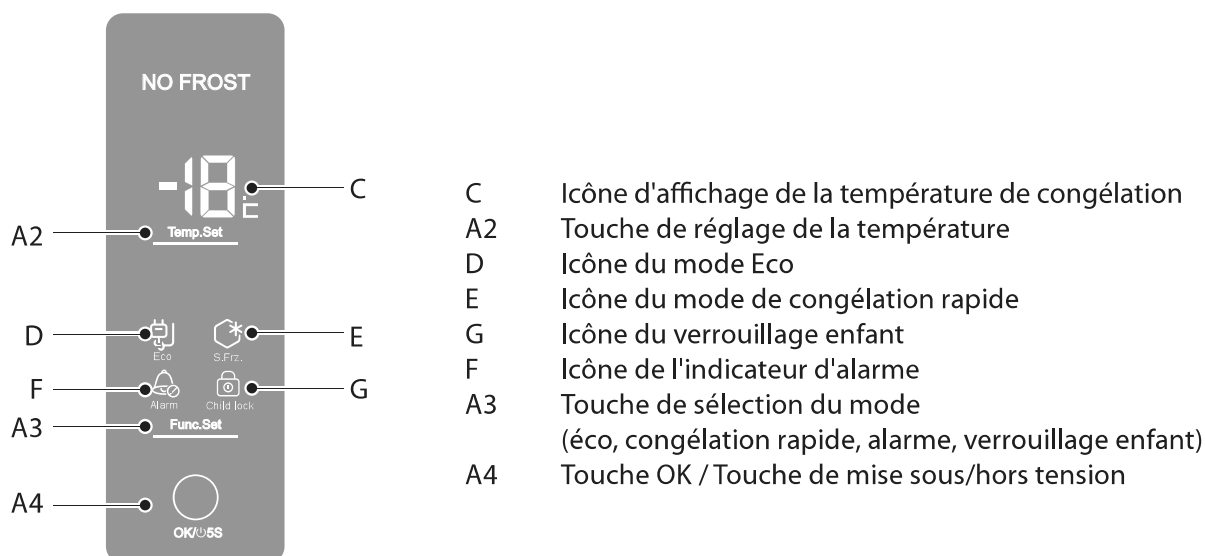 NO FROST
-18
C
A2
Temp.Set
D
E
Eco
S.Frz.
F
G
Alarm
Child lock
A3
Func.Set
A4
OK/⏻5S
C Icône d'affichage de la température de congélation
A2 Touche de réglage de la température
D Icône du mode Eco
E Icône du mode de congélation rapide
G Icône du verrouillage enfant
F Icône de l'indicateur d'alarme
A3 Touche de sélection du mode
(éco, congélation rapide, alarme, verrouillage enfant)
A4 Touche OK / Touche de mise sous/hors tension